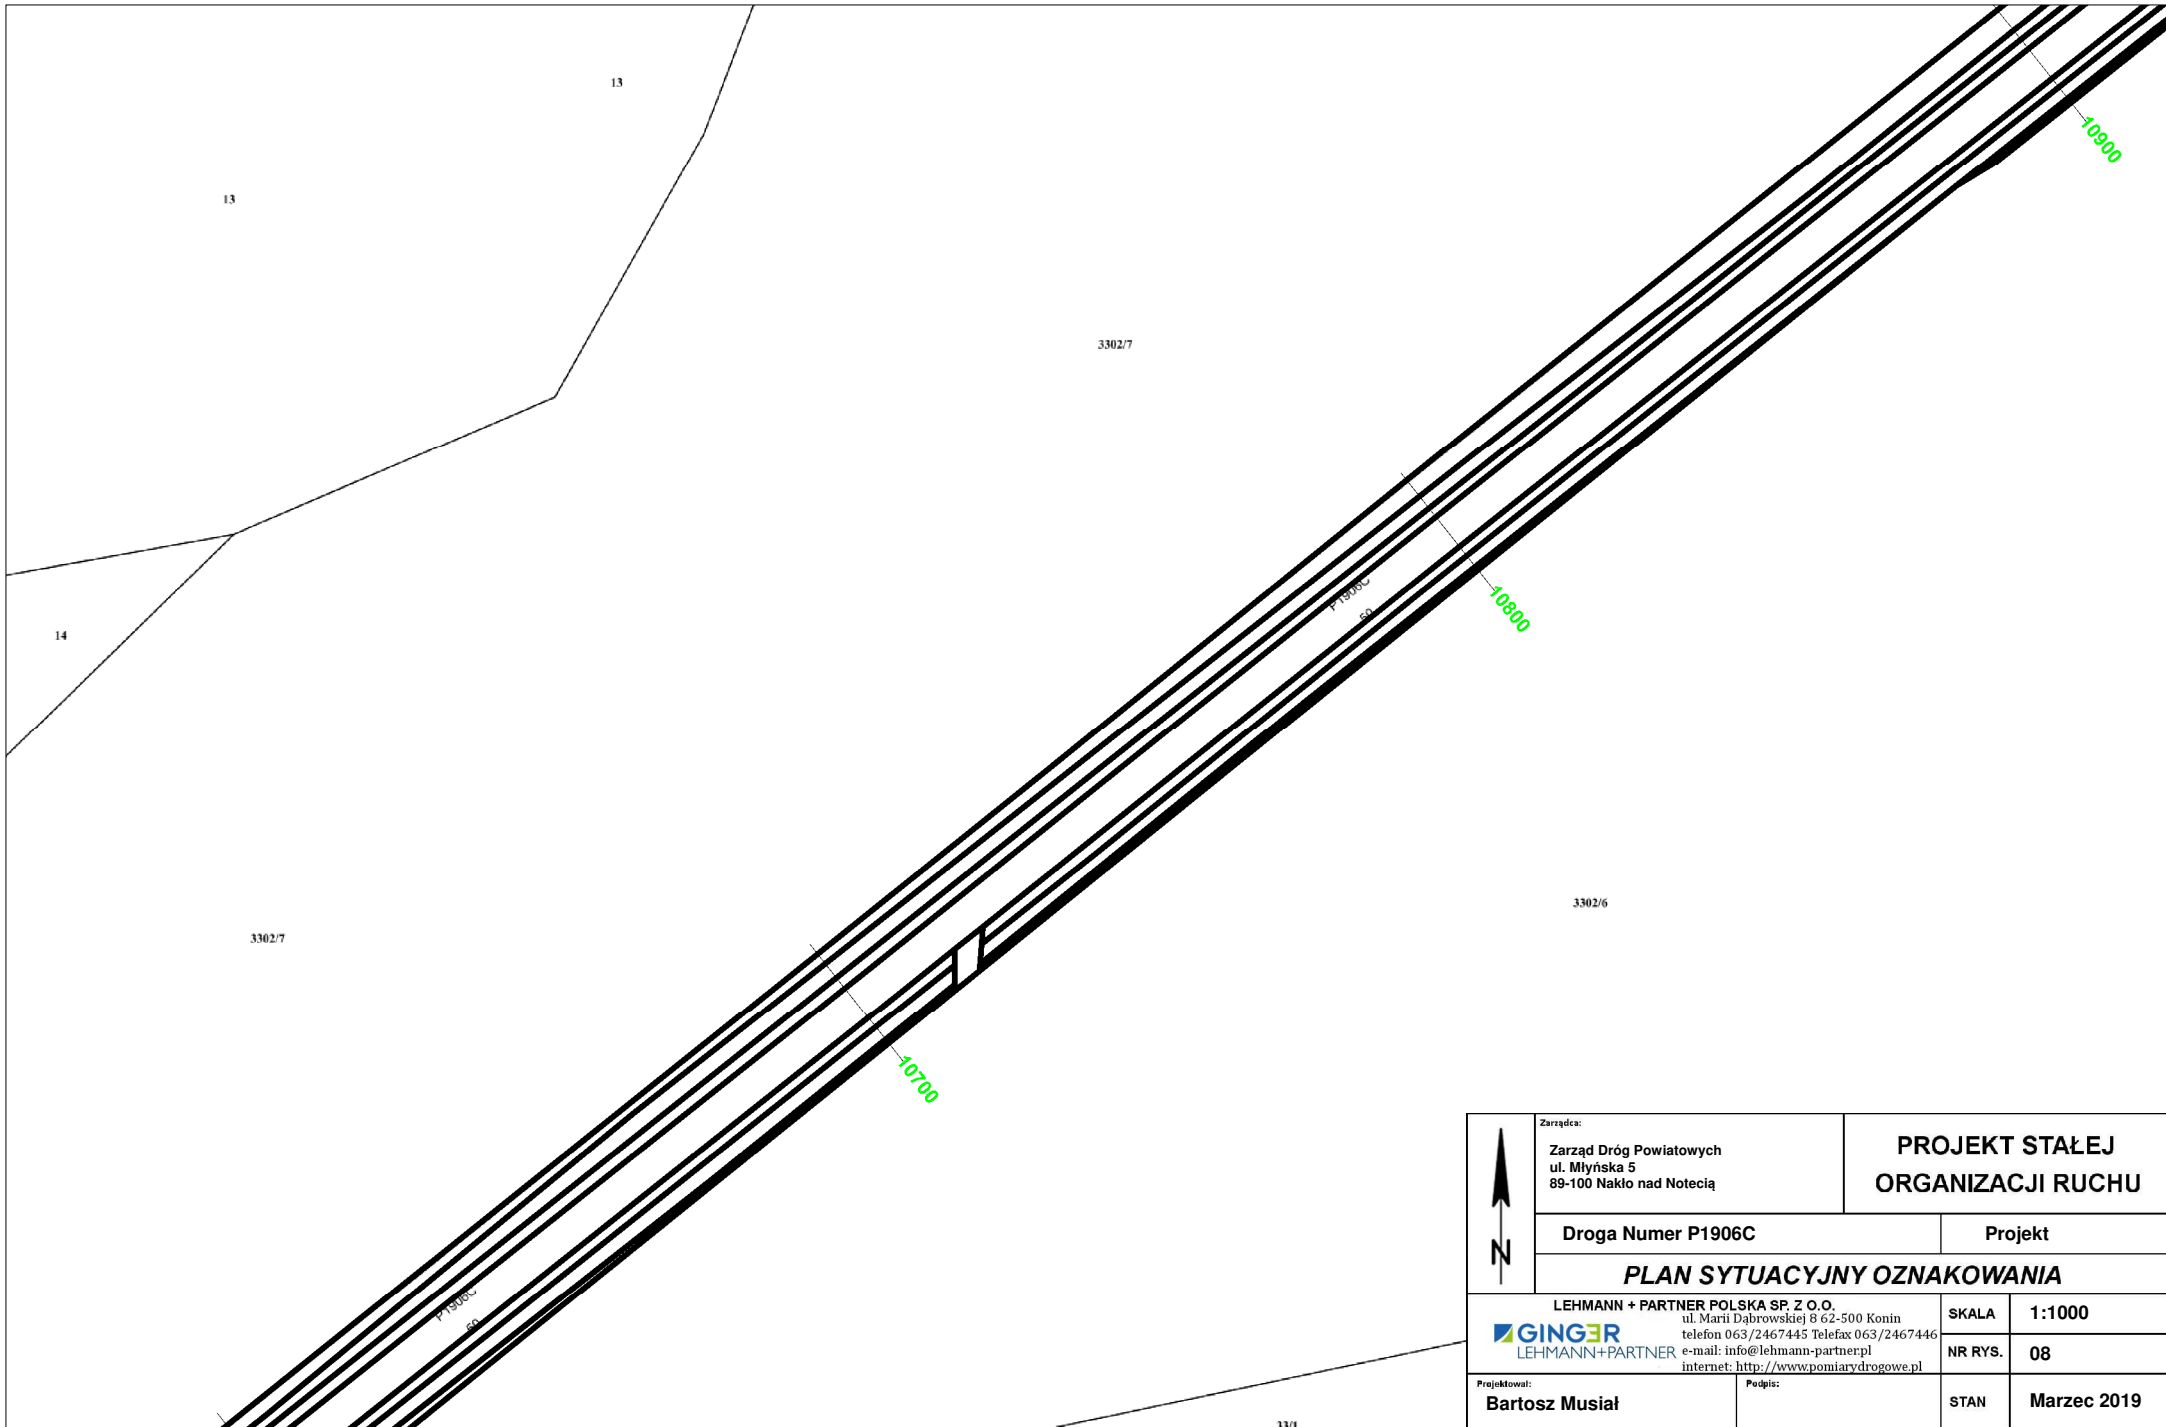 13
13
10900
3302/7
P1906C
50
10800
14
3302/6
3302/7
10700
P1906C
50
33/1
Zarządca:
Zarząd Dróg Powiatowych
ul. Młyńska 5
89-100 Nakło nad Notecią
PROJEKT STAŁEJ
ORGANIZACJI RUCHU
N
Droga Numer P1906C
Projekt
PLAN SYTUACYJNY OZNAKOWANIA
LEHMANN + PARTNER POLSKA SP. Z O.O.
ul. Marii Dąbrowskiej 8 62-500 Konin
telefon 063/2467445 Telefax 063/2467446
e-mail: info@lehmann-partner.pl
internet: http://www.pomiarydrogowe.pl
GINGER
LEHMANN+PARTNER
SKALA 1:1000
NR RYS. 08
Projektował:
Bartosz Musiał
Podpis:
STAN Marzec 2019